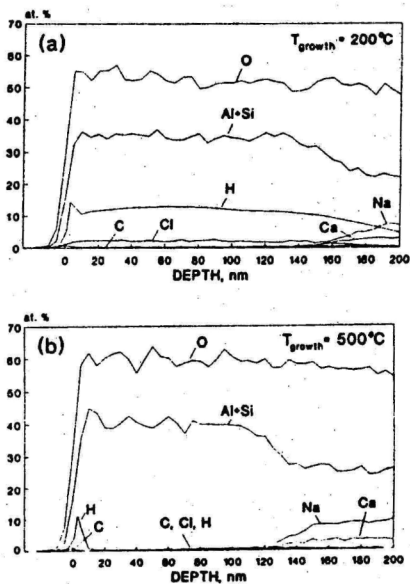 at. %
70
(a)
T growth = 200°C
60
O
50
40
Al+Si
30
20
H
Na
10
C
Cl
Ca
0
0 20 40 60 80 100 120 140 160 180 200
DEPTH, nm
at. %
70
(b)
T growth = 500°C
60
O
50
40
Al+Si
30
20
H
C
C, Cl, H
Na
Ca
10
0
0 20 40 60 80 100 120 140 160 180 200
DEPTH, nm